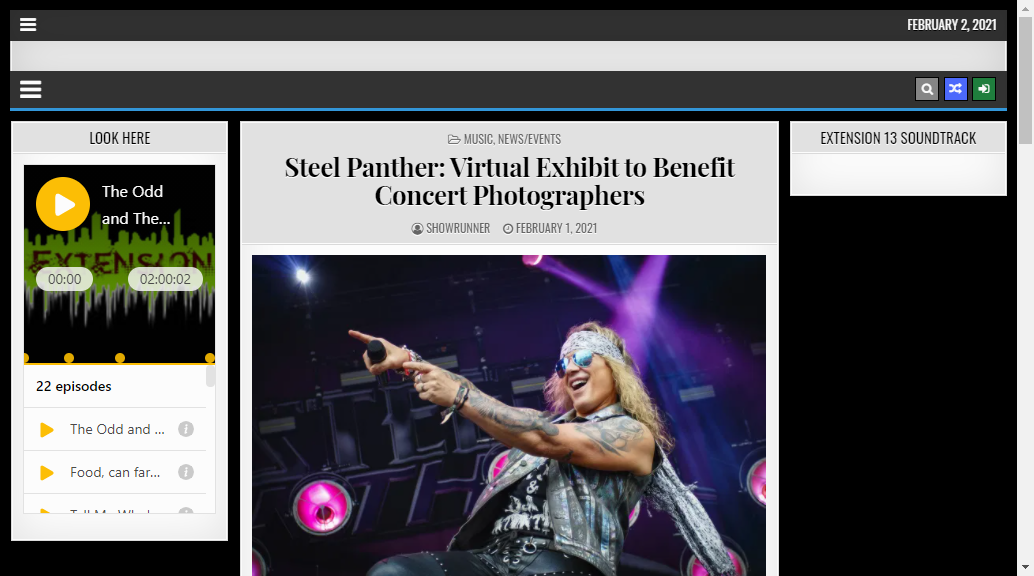 FEBRUARY 2, 2021
LOOK HERE
The Odd
and The...
EXTENSION
00:00
02:00:02
22 episodes
The Odd and ...
Food, can far...
MUSIC, NEWS/EVENTS
Steel Panther: Virtual Exhibit to Benefit
Concert Photographers
SHOWRUNNER
FEBRUARY 1, 2021
EXTENSION 13 SOUNDTRACK